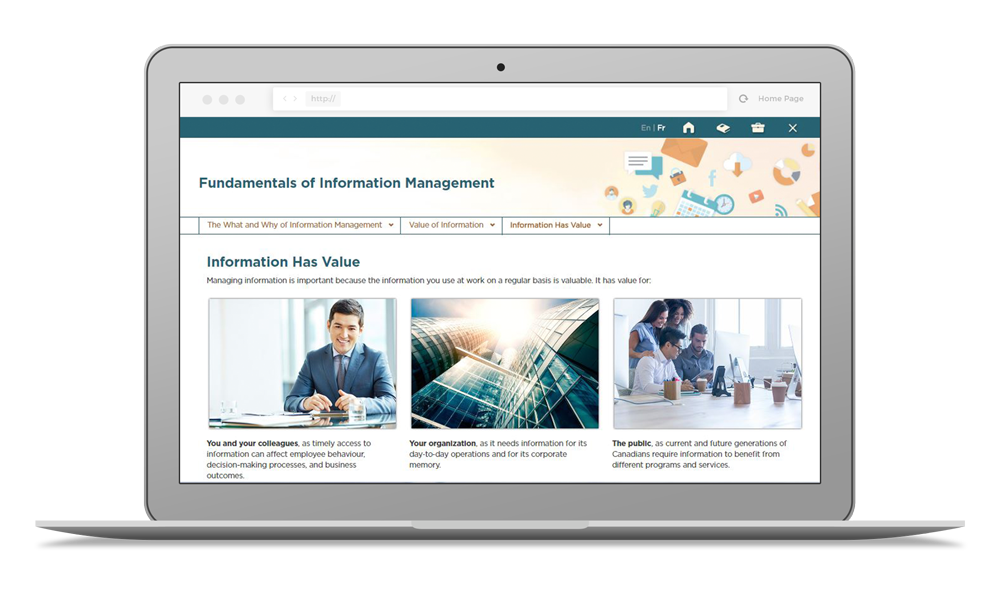 http://
Home Page
En | Fr
Fundamentals of Information Management
The What and Why of Information Management
Value of Information
Information Has Value
Information Has Value
Managing information is important because the information you use at work on a regular basis is valuable. It has value for:
You and your colleagues, as timely access to
information can affect employee behaviour,
decision-making processes, and business
outcomes.
Your organization, as it needs information for its
day-to-day operations and for its corporate
memory.
The public, as current and future generations of
Canadians require information to benefit from
different programs and services.